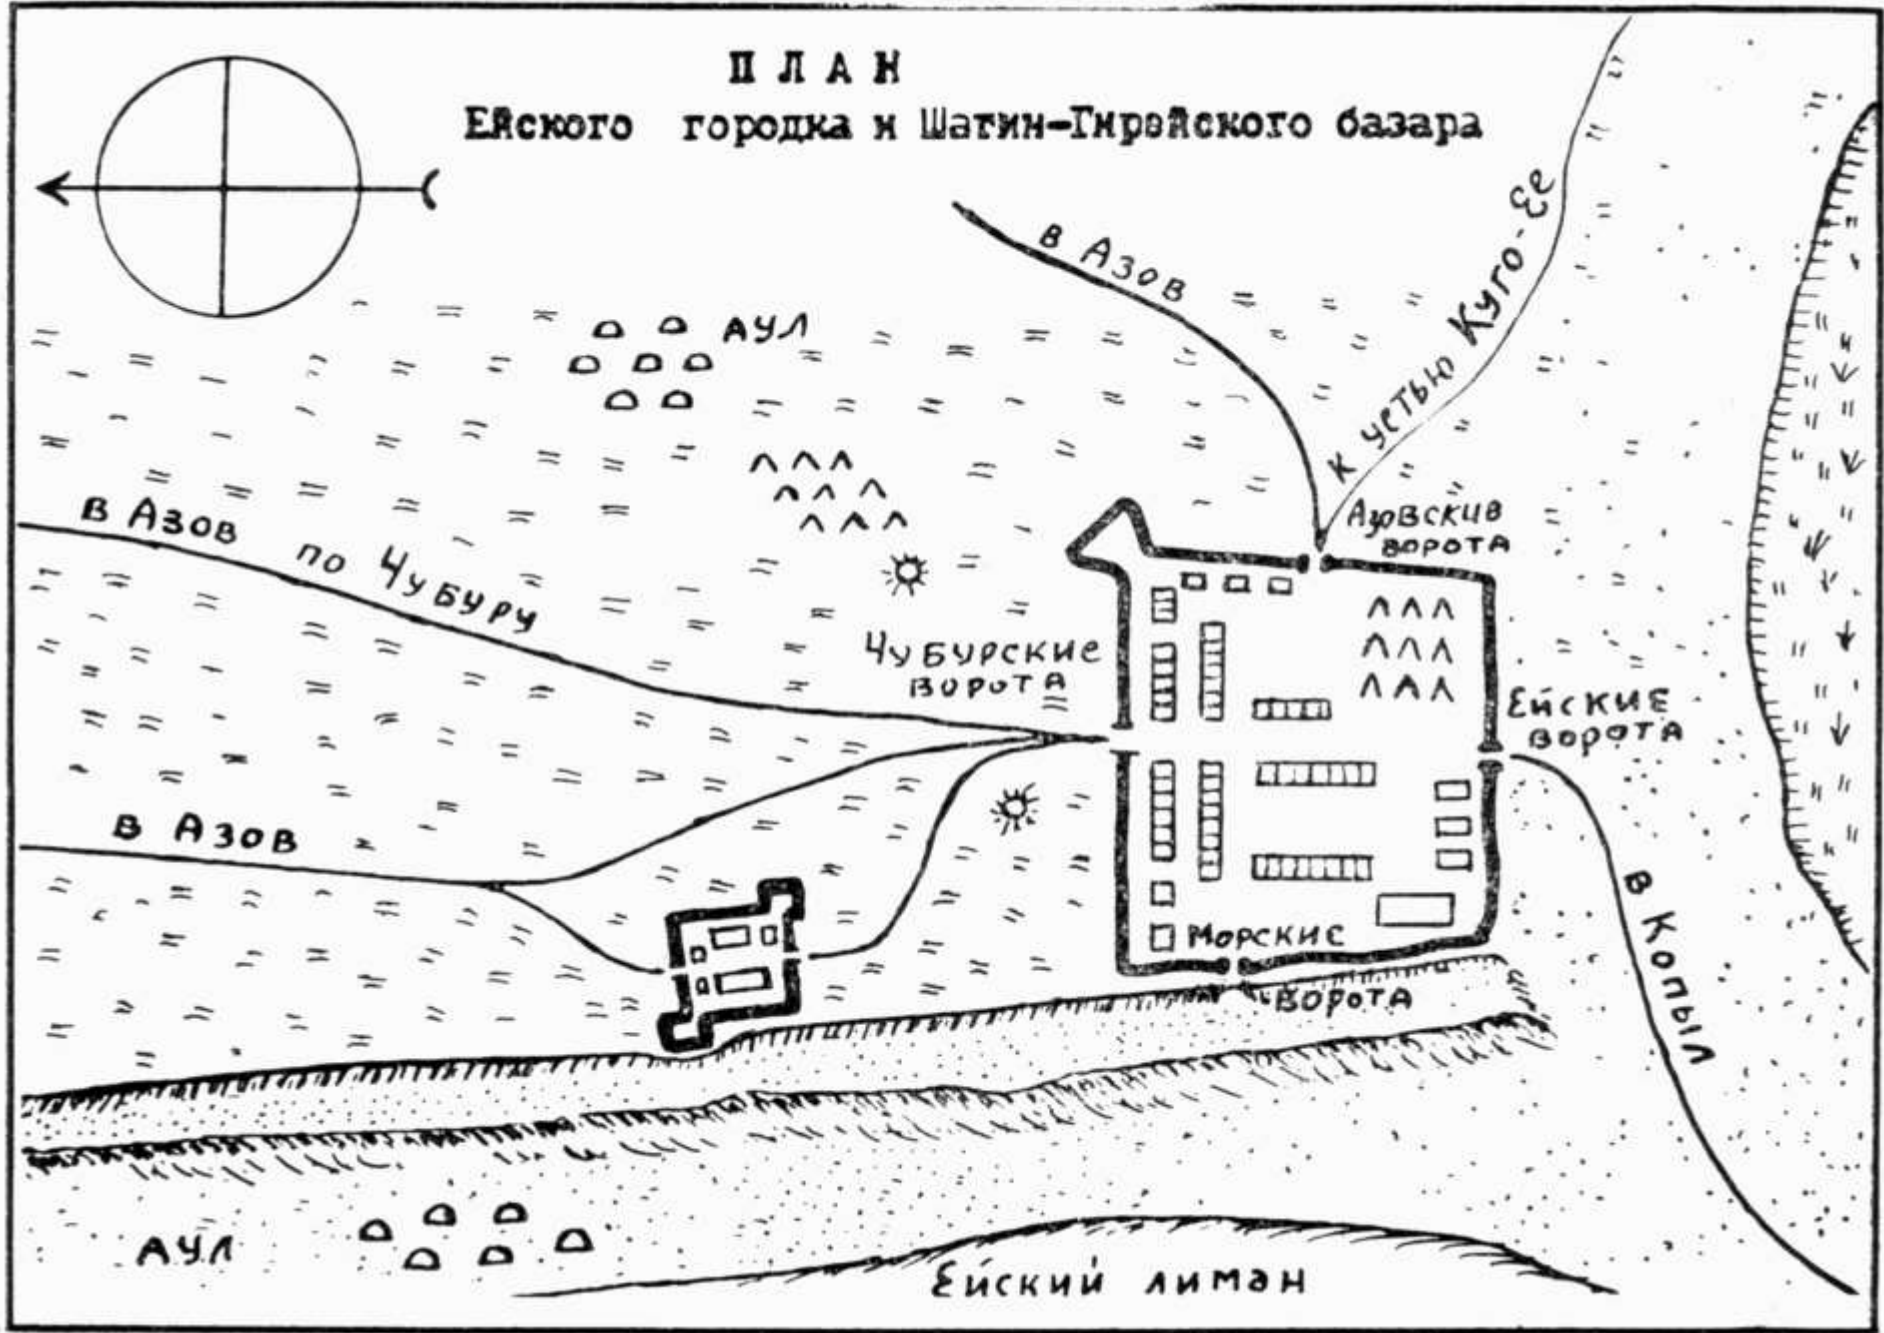 ПЛАН
Ейского городка и Шагин-Гирейского базара
в Азов
к устью Куго-Ее
аул
в Азов по Чубуру
Азовские
ворота
Чубурские
ворота
Ейские
ворота
в Азов
в Копыл
Морские
ворота
аул
Ейский лиман